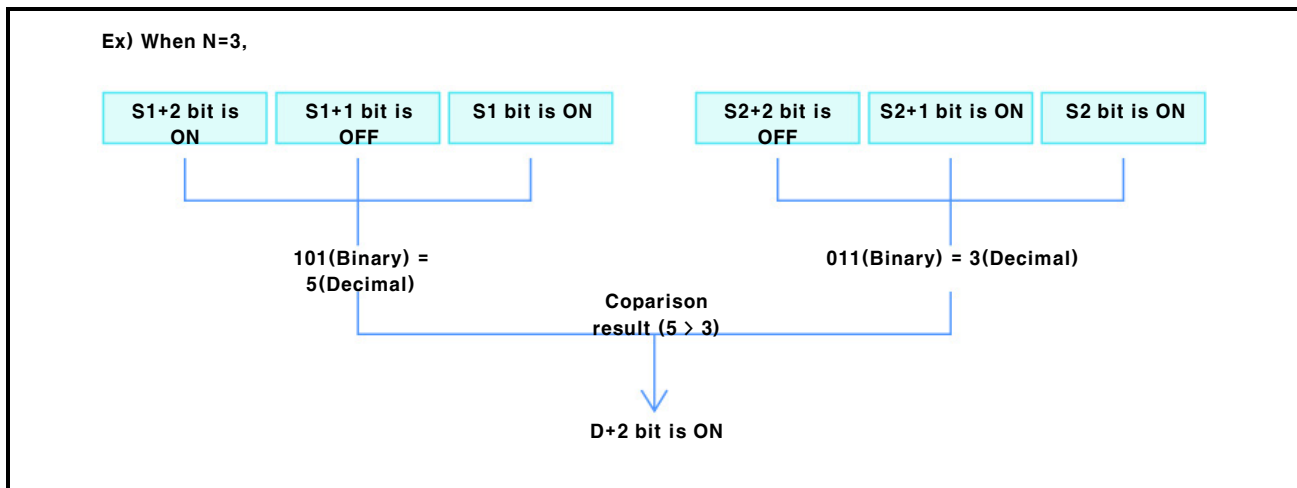 Ex) When N=3,
S1+2 bit is
ON
S1+1 bit is
OFF
S1 bit is ON
S2+2 bit is
OFF
S2+1 bit is ON
S2 bit is ON
101(Binary) =
5(Decimal)
011(Binary) = 3(Decimal)
Coparison
result (5 > 3)
D+2 bit is ON